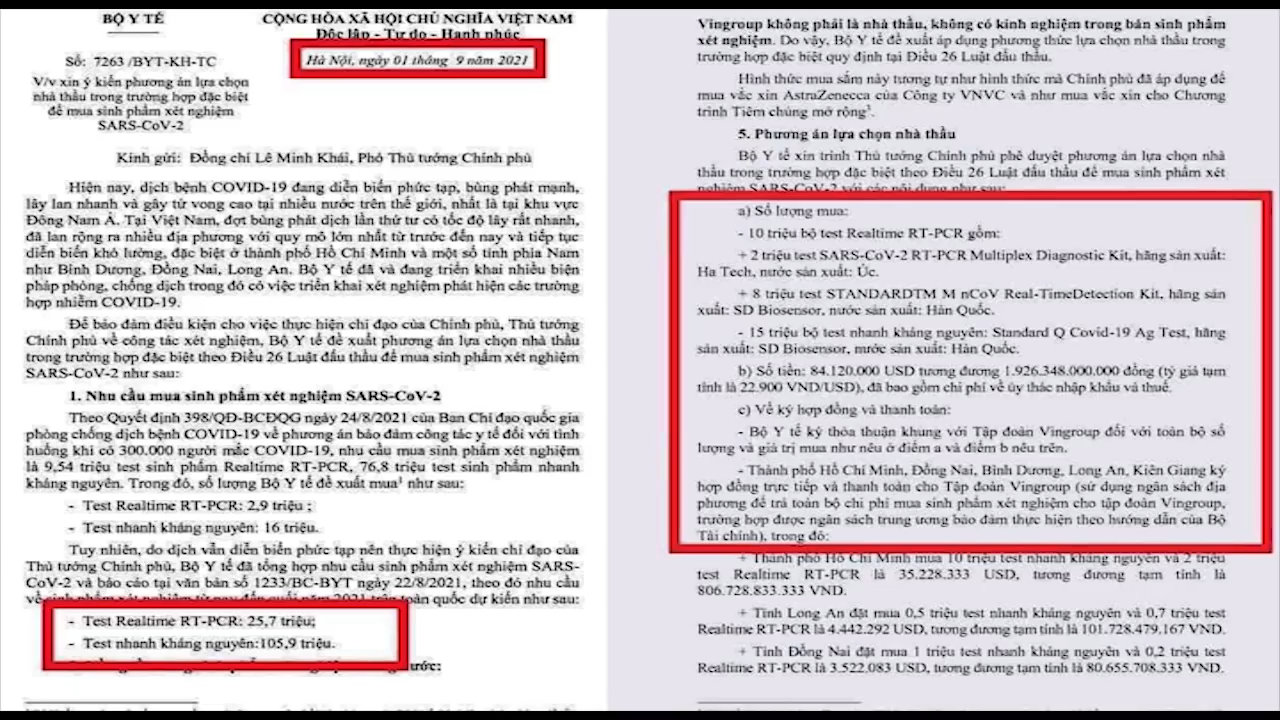 BỘ Y TẾ
CỘNG HÒA XÃ HỘI CHỦ NGHĨA VIỆT NAM
Độc lập - Tự do - Hạnh phúc
Số: 7263 /BYT-KH-TC
Hà Nội, ngày 01 tháng 9 năm 2021
V/v xin ý kiến phương án lựa chọn
nhà thầu trong trường hợp đặc biệt
để mua sinh phẩm xét nghiệm
SARS-CoV-2
Kính gửi: Đồng chí Lê Minh Khái, Phó Thủ tướng Chính phủ
Hiện nay, dịch bệnh COVID-19 đang diễn biến phức tạp, bùng phát mạnh,
lây lan nhanh và gây tử vong cao tại nhiều nước trên thế giới, nhất là tại khu vực
Đông Nam Á. Tại Việt Nam, đợt bùng phát dịch lần thứ tư có tốc độ lây rất nhanh,
đã lan rộng ra nhiều địa phương với quy mô lớn nhất từ trước đến nay và tiếp tục
diễn biến khó lường, đặc biệt ở thành phố Hồ Chí Minh và một số tỉnh phía Nam
như Bình Dương, Đồng Nai, Long An. Bộ Y tế đã và đang triển khai nhiều biện
pháp phòng, chống dịch trong đó có việc triển khai xét nghiệm phát hiện các trường
hợp nhiễm COVID-19.
Để bảo đảm điều kiện cho việc thực hiện chỉ đạo của Chính phủ, Thủ tướng
Chính phủ về công tác xét nghiệm, Bộ Y tế đề xuất phương án lựa chọn nhà thầu
trong trường hợp đặc biệt theo Điều 26 Luật đấu thầu để mua sinh phẩm xét nghiệm
SARS-CoV-2 như sau:
1. Nhu cầu mua sinh phẩm xét nghiệm SARS-CoV-2
Theo Quyết định 398/QĐ-BCĐQG ngày 24/8/2021 của Ban Chỉ đạo quốc gia
phòng chống dịch bệnh COVID-19 về phương án bảo đảm công tác y tế đối với tình
huống khi có 300.000 người mắc COVID-19, nhu cầu mua sinh phẩm xét nghiệm
là 9,54 triệu test sinh phẩm Realtime RT-PCR, 76,8 triệu test sinh phẩm nhanh
kháng nguyên. Trong đó, số lượng Bộ Y tế đề xuất mua¹ như sau:
- Test Realtime RT-PCR: 2,9 triệu ;
- Test nhanh kháng nguyên: 16 triệu.
Tuy nhiên, do dịch vẫn diễn biến phức tạp nên thực hiện ý kiến chỉ đạo của
Thủ tướng Chính phủ, Bộ Y tế đã tổng hợp nhu cầu sinh phẩm xét nghiệm SARS-
CoV-2 và báo cáo tại văn bản số 1233/BC-BYT ngày 22/8/2021, theo đó nhu cầu
về sinh phẩm xét nghiệm từ nay đến cuối năm 2021 trên toàn quốc dự kiến như sau:
- Test Realtime RT-PCR: 25,7 triệu;
- Test nhanh kháng nguyên:105,9 triệu.
Vingroup không phải là nhà thầu, không có kinh nghiệm trong bán sinh phẩm
xét nghiệm. Do vậy, Bộ Y tế đề xuất áp dụng phương thức lựa chọn nhà thầu trong
trường hợp đặc biệt quy định tại Điều 26 Luật đấu thầu.
Hình thức mua sắm này tương tự như hình thức mà Chính phủ đã áp dụng để
mua vắc xin AstraZenecca của Công ty VNVC và như mua vắc xin cho Chương
trình Tiêm chủng mở rộng³.
5. Phương án lựa chọn nhà thầu
Bộ Y tế xin trình Thủ tướng Chính phủ phê duyệt phương án lựa chọn nhà
thầu trong trường hợp đặc biệt theo Điều 26 Luật đấu thầu để mua sinh phẩm xét
nghiệm SARS-CoV-2 với các nội dung như sau:
a) Số lượng mua:
- 10 triệu bộ test Realtime RT-PCR gồm:
+ 2 triệu test SARS-CoV-2 RT-PCR Multiplex Diagnostic Kit, hãng sản xuất:
Ha Tech, nước sản xuất: Úc.
+ 8 triệu test STANDARDTM M nCoV Real-TimeDetection Kit, hãng sản
xuất: SD Biosensor, nước sản xuất: Hàn Quốc.
- 15 triệu bộ test nhanh kháng nguyên: Standard Q Covid-19 Ag Test, hãng
sản xuất: SD Biosensor, nước sản xuất: Hàn Quốc.
b) Số tiền: 84.120.000 USD tương đương 1.926.348.000.000 đồng (tỷ giá tạm
tính là 22.900 VND/USD), đã bao gồm chi phí về ủy thác nhập khẩu và thuế.
c) Về ký hợp đồng và thanh toán:
- Bộ Y tế ký thỏa thuận khung với Tập đoàn Vingroup đối với toàn bộ số
lượng và giá trị mua như nêu ở điểm a và điểm b nêu trên.
- Thành phố Hồ Chí Minh, Đồng Nai, Bình Dương, Long An, Kiên Giang ký
hợp đồng trực tiếp và thanh toán cho Tập đoàn Vingroup (sử dụng ngân sách địa
phương để trả toàn bộ chi phí mua sinh phẩm xét nghiệm cho tập đoàn Vingroup,
trường hợp được ngân sách trung ương bảo đảm thực hiện theo hướng dẫn của Bộ
Tài chính), trong đó:
+ Thành phố Hồ Chí Minh mua 10 triệu test nhanh kháng nguyên và 2 triệu
test Realtime RT-PCR là 35.228.333 USD, tương đương tạm tính là
806.728.833.333 VND.
+ Tỉnh Long An đặt mua 0,5 triệu test nhanh kháng nguyên và 0,7 triệu test
Realtime RT-PCR là 4.442.292 USD, tương đương tạm tính là 101.728.479.167 VND.
+ Tỉnh Đồng Nai đặt mua 1 triệu test nhanh kháng nguyên và 0,2 triệu test
Realtime RT-PCR là 3.522.083 USD, tương đương tạm tính là 80.655.708.333 VND.